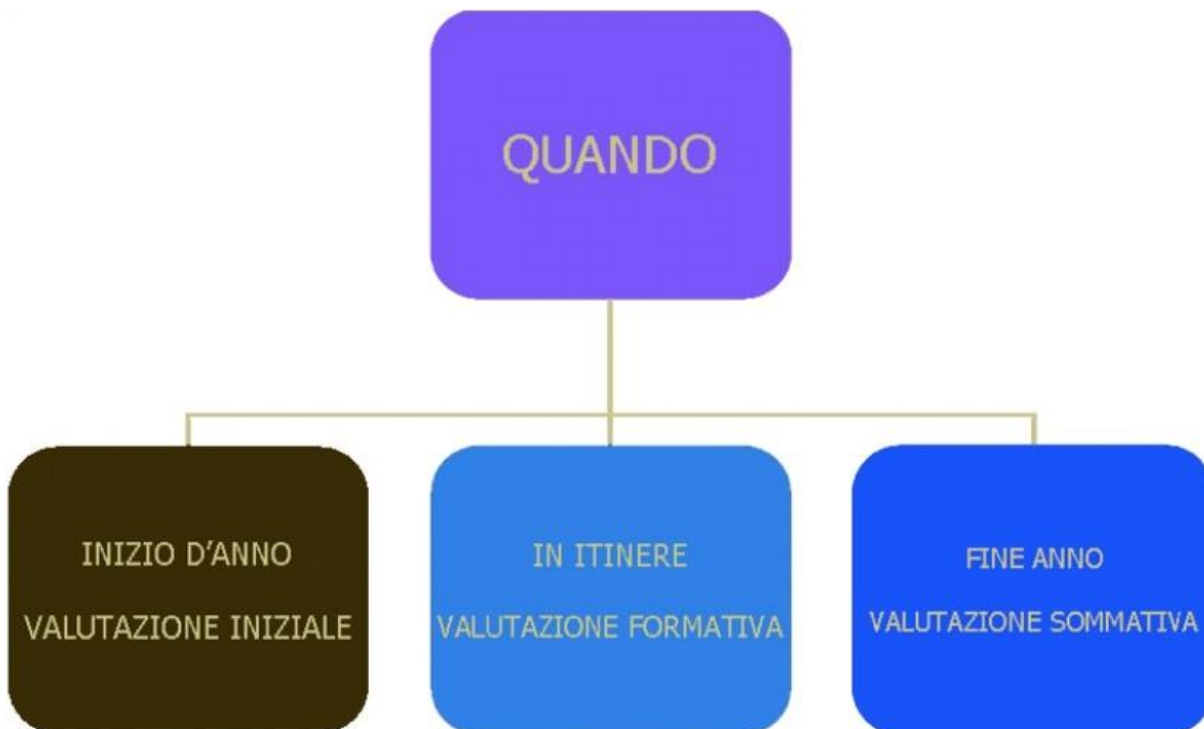 QUANDO
INIZIO D'ANNO
VALUTAZIONE INIZIALE
IN ITINERE
VALUTAZIONE FORMATIVA
FINE ANNO
VALUTAZIONE SOMMATIVA